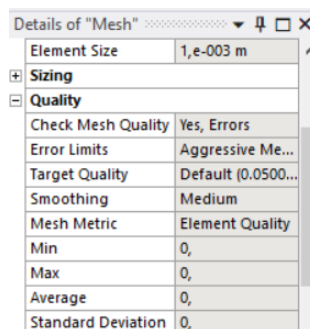 Details of "Mesh"
Element Size 1,e-003 m
Sizing
Quality
Check Mesh Quality Yes, Errors
Error Limits Aggressive Me...
Target Quality Default (0.0500...
Smoothing Medium
Mesh Metric Element Quality
Min 0,
Max 0,
Average 0,
Standard Deviation 0,